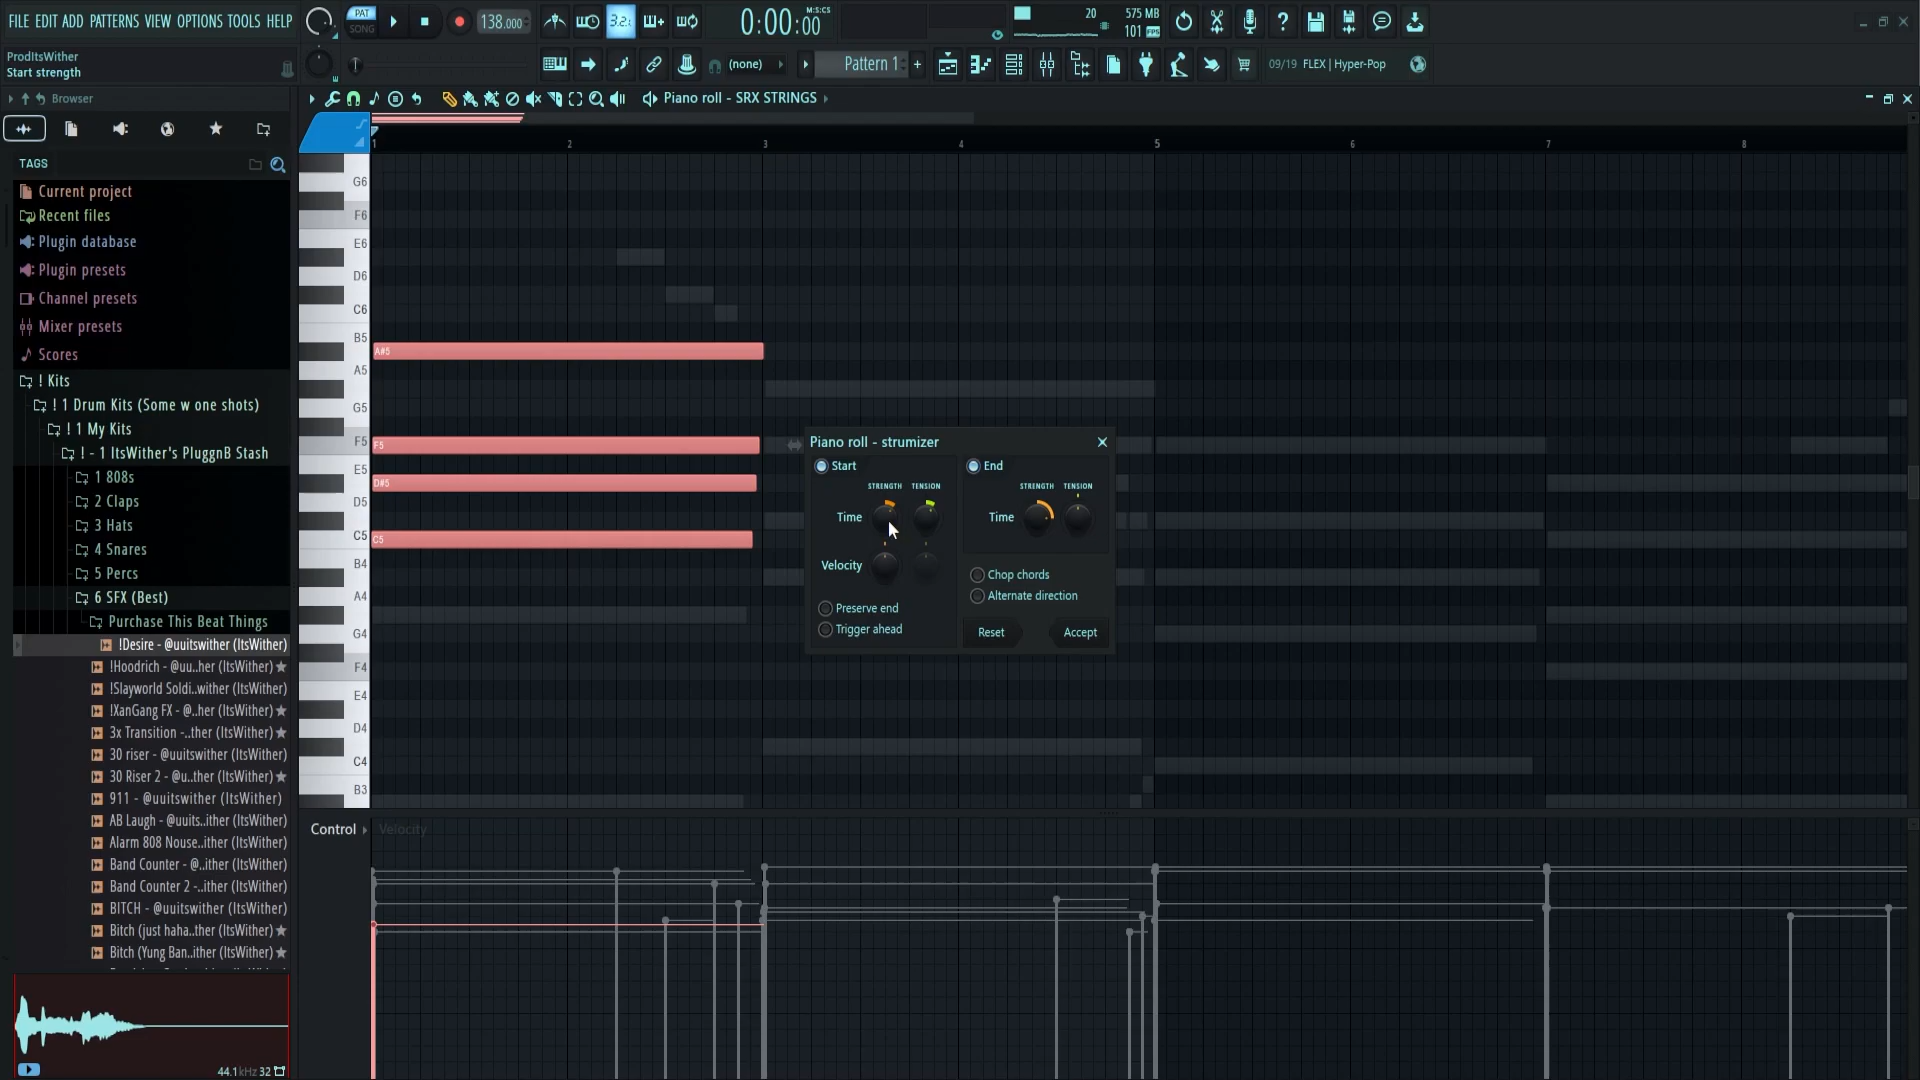 FILE EDIT ADD PATTERNS VIEW OPTIONS TOOLS HELP
PAT
SONG
138.000
3.2.
0:00:00
M:S:CS
20
575 MB
101 FPS
ProdItsWither
Start strength
(none)
Pattern 1
09/19 FLEX | Hyper-Pop
Browser
Piano roll - SRX STRINGS
TAGS
Current project
Recent files
Plugin database
Plugin presets
Channel presets
Mixer presets
Scores
! Kits
! 1 Drum Kits (Some w one shots)
! 1 My Kits
! - 1 ItsWither's PluggnB Stash
1 808s
2 Claps
3 Hats
4 Snares
5 Percs
6 SFX (Best)
Purchase This Beat Things
!Desire - @uuitswither (ItsWither)
!Hoodrich - @uu..her (ItsWither)
!Slayworld Soldi..wither (ItsWither)
!XanGang FX - @..her (ItsWither)
3x Transition -..ther (ItsWither)
30 riser - @uuitswither (ItsWither)
30 Riser 2 - @u..ther (ItsWither)
911 - @uuitswither (ItsWither)
AB Laugh - @uuits..ither (ItsWither)
Alarm 808 Nouse..ither (ItsWither)
Band Counter - @..ither (ItsWither)
Band Counter 2 -..ither (ItsWither)
BITCH - @uuitswither (ItsWither)
Bitch (just haha..ther (ItsWither)
Bitch (Yung Ban..ither (ItsWither)
44.1kHz 32
1 2 3 4 5 6 7 8
G6
F6
E6
D6
C6
B5
A5
G5
F5
E5
D5
C5
B4
A4
G4
F4
E4
D4
C4
B3
A#5
F5
D#5
C5
Piano roll - strumizer
Start
End
STRENGTH TENSION
STRENGTH TENSION
Time
Time
Velocity
Chop chords
Alternate direction
Preserve end
Trigger ahead
Reset
Accept
Control
Velocity